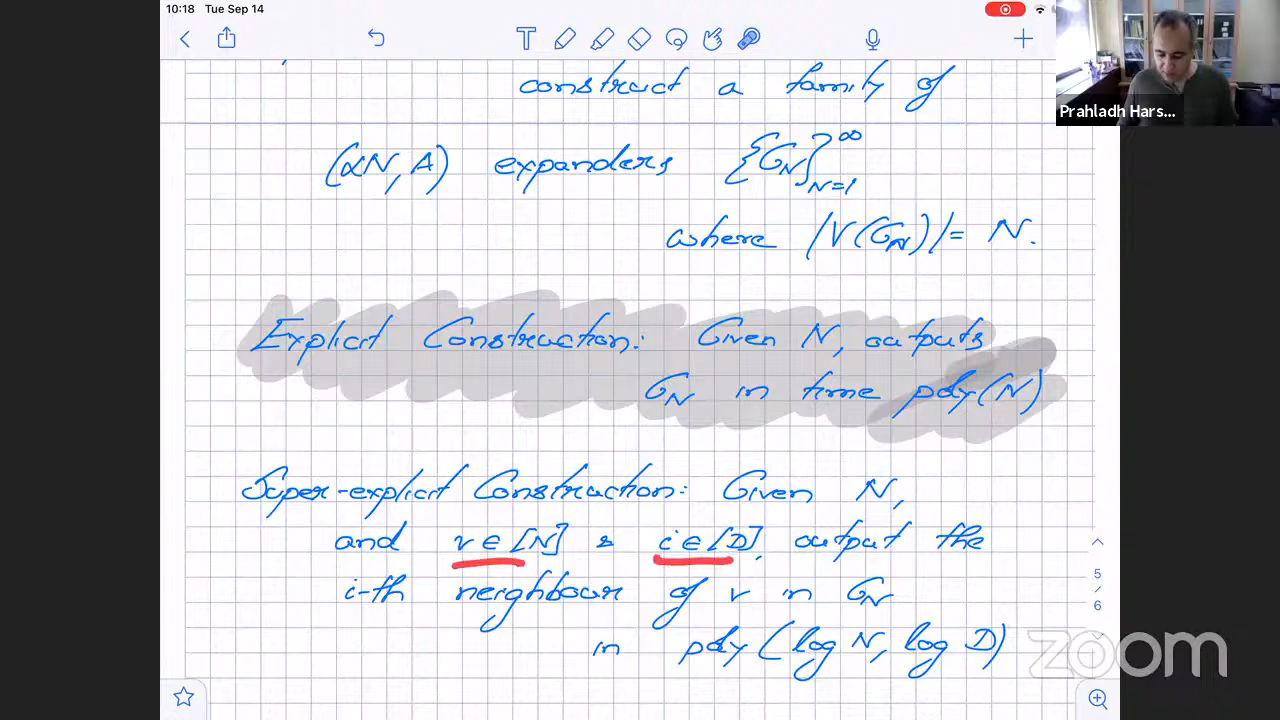 10:18 Tue Sep 14
construct a family of
(αN, A) expanders {G_N}_{N=1}^∞
where |V(G_N)| = N.
Explicit Construction: Given N, outputs
G_N in time poly(N)
Super-explicit Construction: Given N,
and v ∈ [N] & i ∈ [D], output the
i-th neighbour of v in G_N
in poly (log N, log D)
Prahladh Hars...
5
/
6
zoom